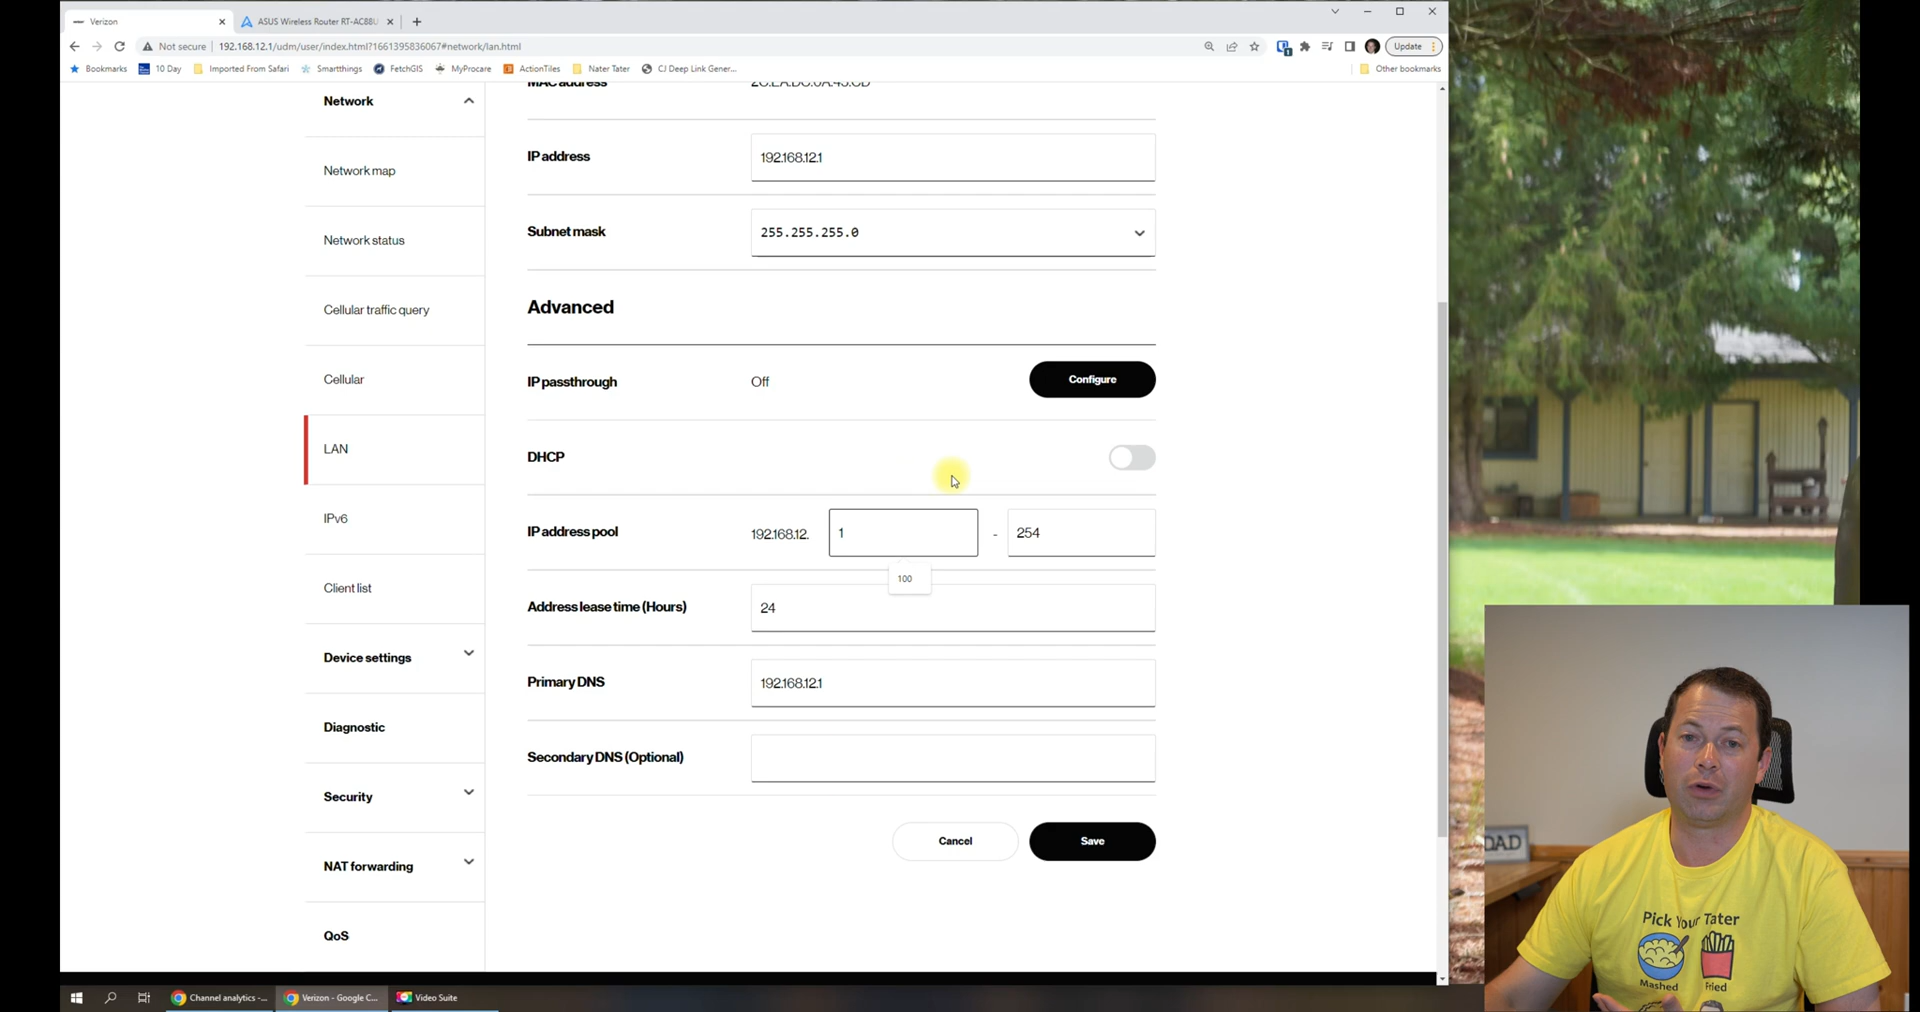 Verizon
ASUS Wireless Router RT-AC88U
Not secure
192.168.12.1/udm/user/index.html?1661395836067#network/lan.html
Update
Bookmarks
10 Day
Imported From Safari
Smartthings
FetchGIS
MyProcare
ActionTiles
Nater Tater
CJ Deep Link Gener...
Other bookmarks
Network
Network map
Network status
Cellular traffic query
Cellular
LAN
IPv6
Client list
Device settings
Diagnostic
Security
NAT forwarding
QoS
MAC address
IP address
192.168.12.1
Subnet mask
255.255.255.0
Advanced
IP passthrough
Off
Configure
DHCP
IP address pool
192.168.12.
1
-
254
100
Address lease time (Hours)
24
Primary DNS
192.168.12.1
Secondary DNS (Optional)
Cancel
Save
Channel analytics -...
Verizon - Google C...
Video Suite
DAD
Pick Your Tater
Mashed
Fried